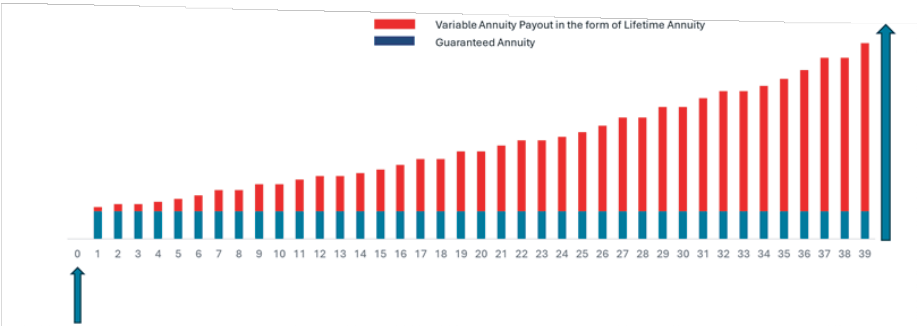 Variable Annuity Payout in the form of Lifetime Annuity
Guaranteed Annuity
0 1 2 3 4 5 6 7 8 9 10 11 12 13 14 15 16 17 18 19 20 21 22 23 24 25 26 27 28 29 30 31 32 33 34 35 36 37 38 39